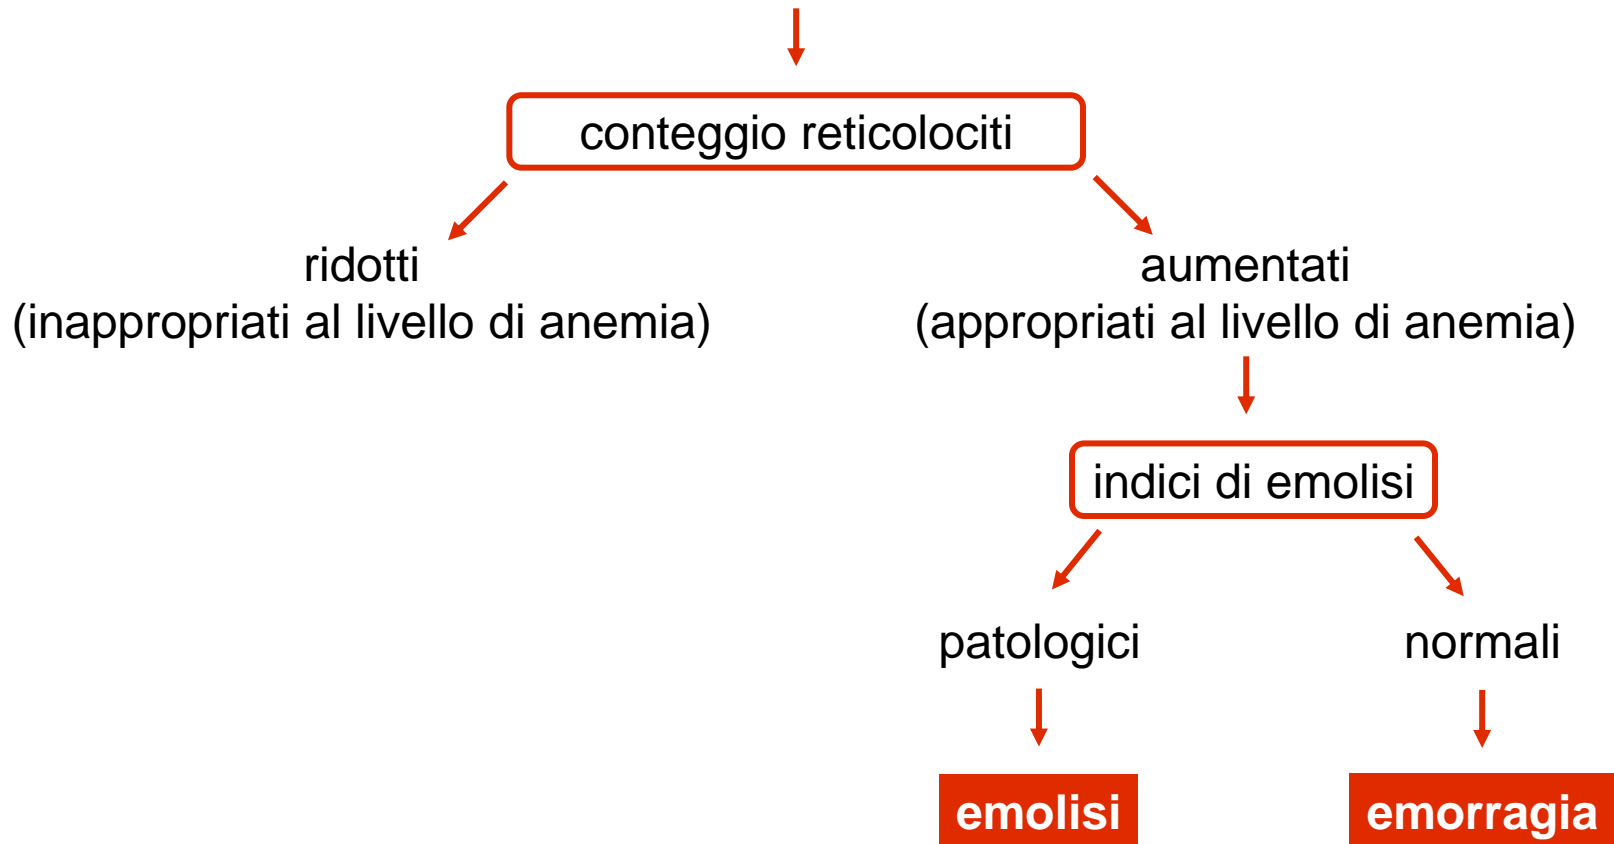 conteggio reticolociti
ridotti
(inappropriati al livello di anemia)
aumentati
(appropriati al livello di anemia)
indici di emolisi
patologici
normali
emolisi
emorragia